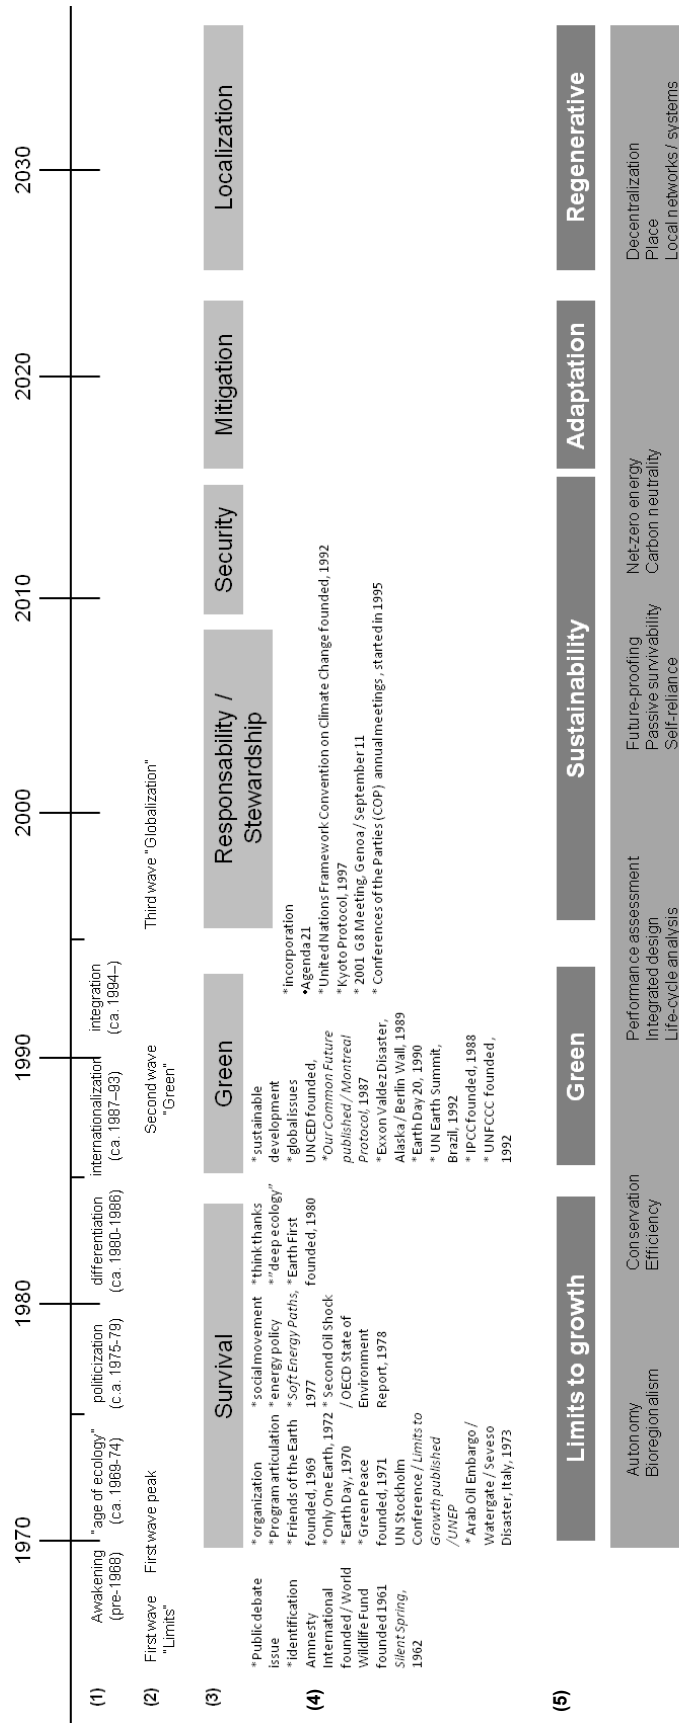 1970 1980 1990 2000 2010 2020 2030
(1)
Awakening
(pre-1968)
"age of ecology"
(ca. 1969-74)
politicization
(c.a. 1975-79)
differentiation
(ca. 1980-1986)
internationalization
(ca. 1987–93)
integration
(ca. 1994–)
(2)
First wave
"Limits"
First wave peak
Second wave
"Green"
Third wave "Globalization"
(3)
Survival
Green
Responsability /
Stewardship
Security
Mitigation
Localization
(4)
*Public debate
issue
*identification
Amnesty
International
founded / World
Wildlife Fund
founded 1961
Silent Spring,
1962
*organization
*Program articulation
*Friends of the Earth
founded, 1969
*Only One Earth, 1972
*Earth Day, 1970
*Green Peace
founded, 1971
UN Stockholm
Conference / Limits to
Growth published
/UNEP
*Arab Oil Embargo /
Watergate / Seveso
Disaster, Italy, 1973
*social movement
*energy policy
*Soft Energy Paths,
1977
*Second Oil Shock
/ OECD State of
Environment
Report, 1978
*think thanks
*"deep ecology"
*Earth First
founded, 1980
*sustainable
development
*global issues
UNCED founded,
*Our Common Future
published / Montreal
Protocol, 1987
*Exxon Valdez Disaster,
Alaska / Berlin Wall, 1989
*Earth Day 20, 1990
* UN Earth Summit,
Brazil, 1992
* IPCC founded, 1988
* UNFCCC founded,
1992
*incorporation
•Agenda 21
*United Nations Framework Convention on Climate Change founded, 1992
*Kyoto Protocol, 1997
* 2001 G8 Meeting, Genoa / September 11
* Conferences of the Parties (COP) annual meetings, started in 1995
(5)
Limits to growth
Green
Sustainability
Adaptation
Regenerative
Autonomy
Bioregionalism
Conservation
Efficiency
Performance assessment
Integrated design
Life-cycle analysis
Future-proofing
Passive survivability
Self-reliance
Net-zero energy
Carbon neutrality
Decentralization
Place
Local networks / systems